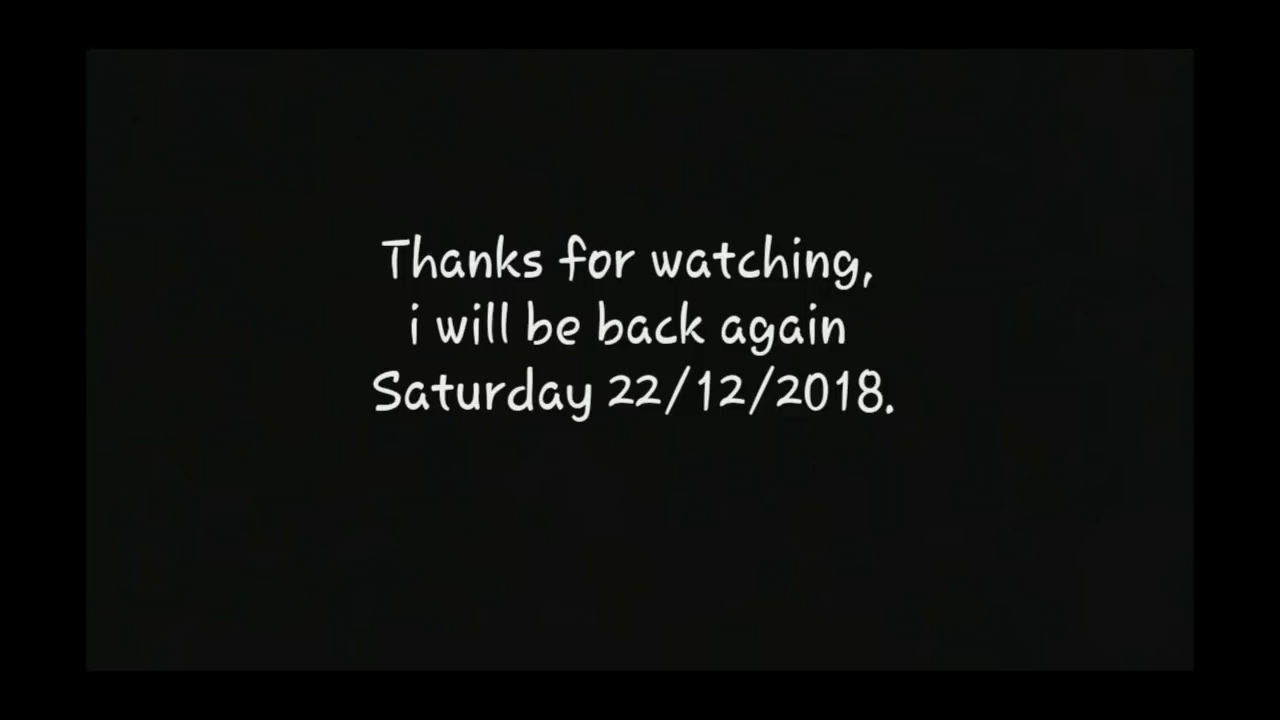 Thanks for watching,
i will be back again
Saturday 22/12/2018.